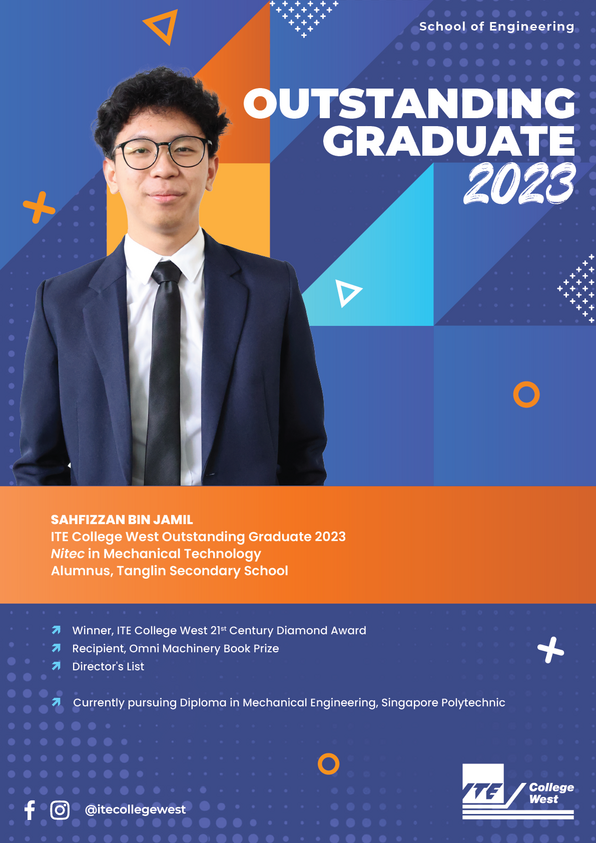 School of Engineering
OUTSTANDING
GRADUATE
2023
SAHFIZZAN BIN JAMIL
ITE College West Outstanding Graduate 2023
Nitec in Mechanical Technology
Alumnus, Tanglin Secondary School
Winner, ITE College West 21st Century Diamond Award
Recipient, Omni Machinery Book Prize
Director's List
Currently pursuing Diploma in Mechanical Engineering, Singapore Polytechnic
@itecollegewest
ITE College
West